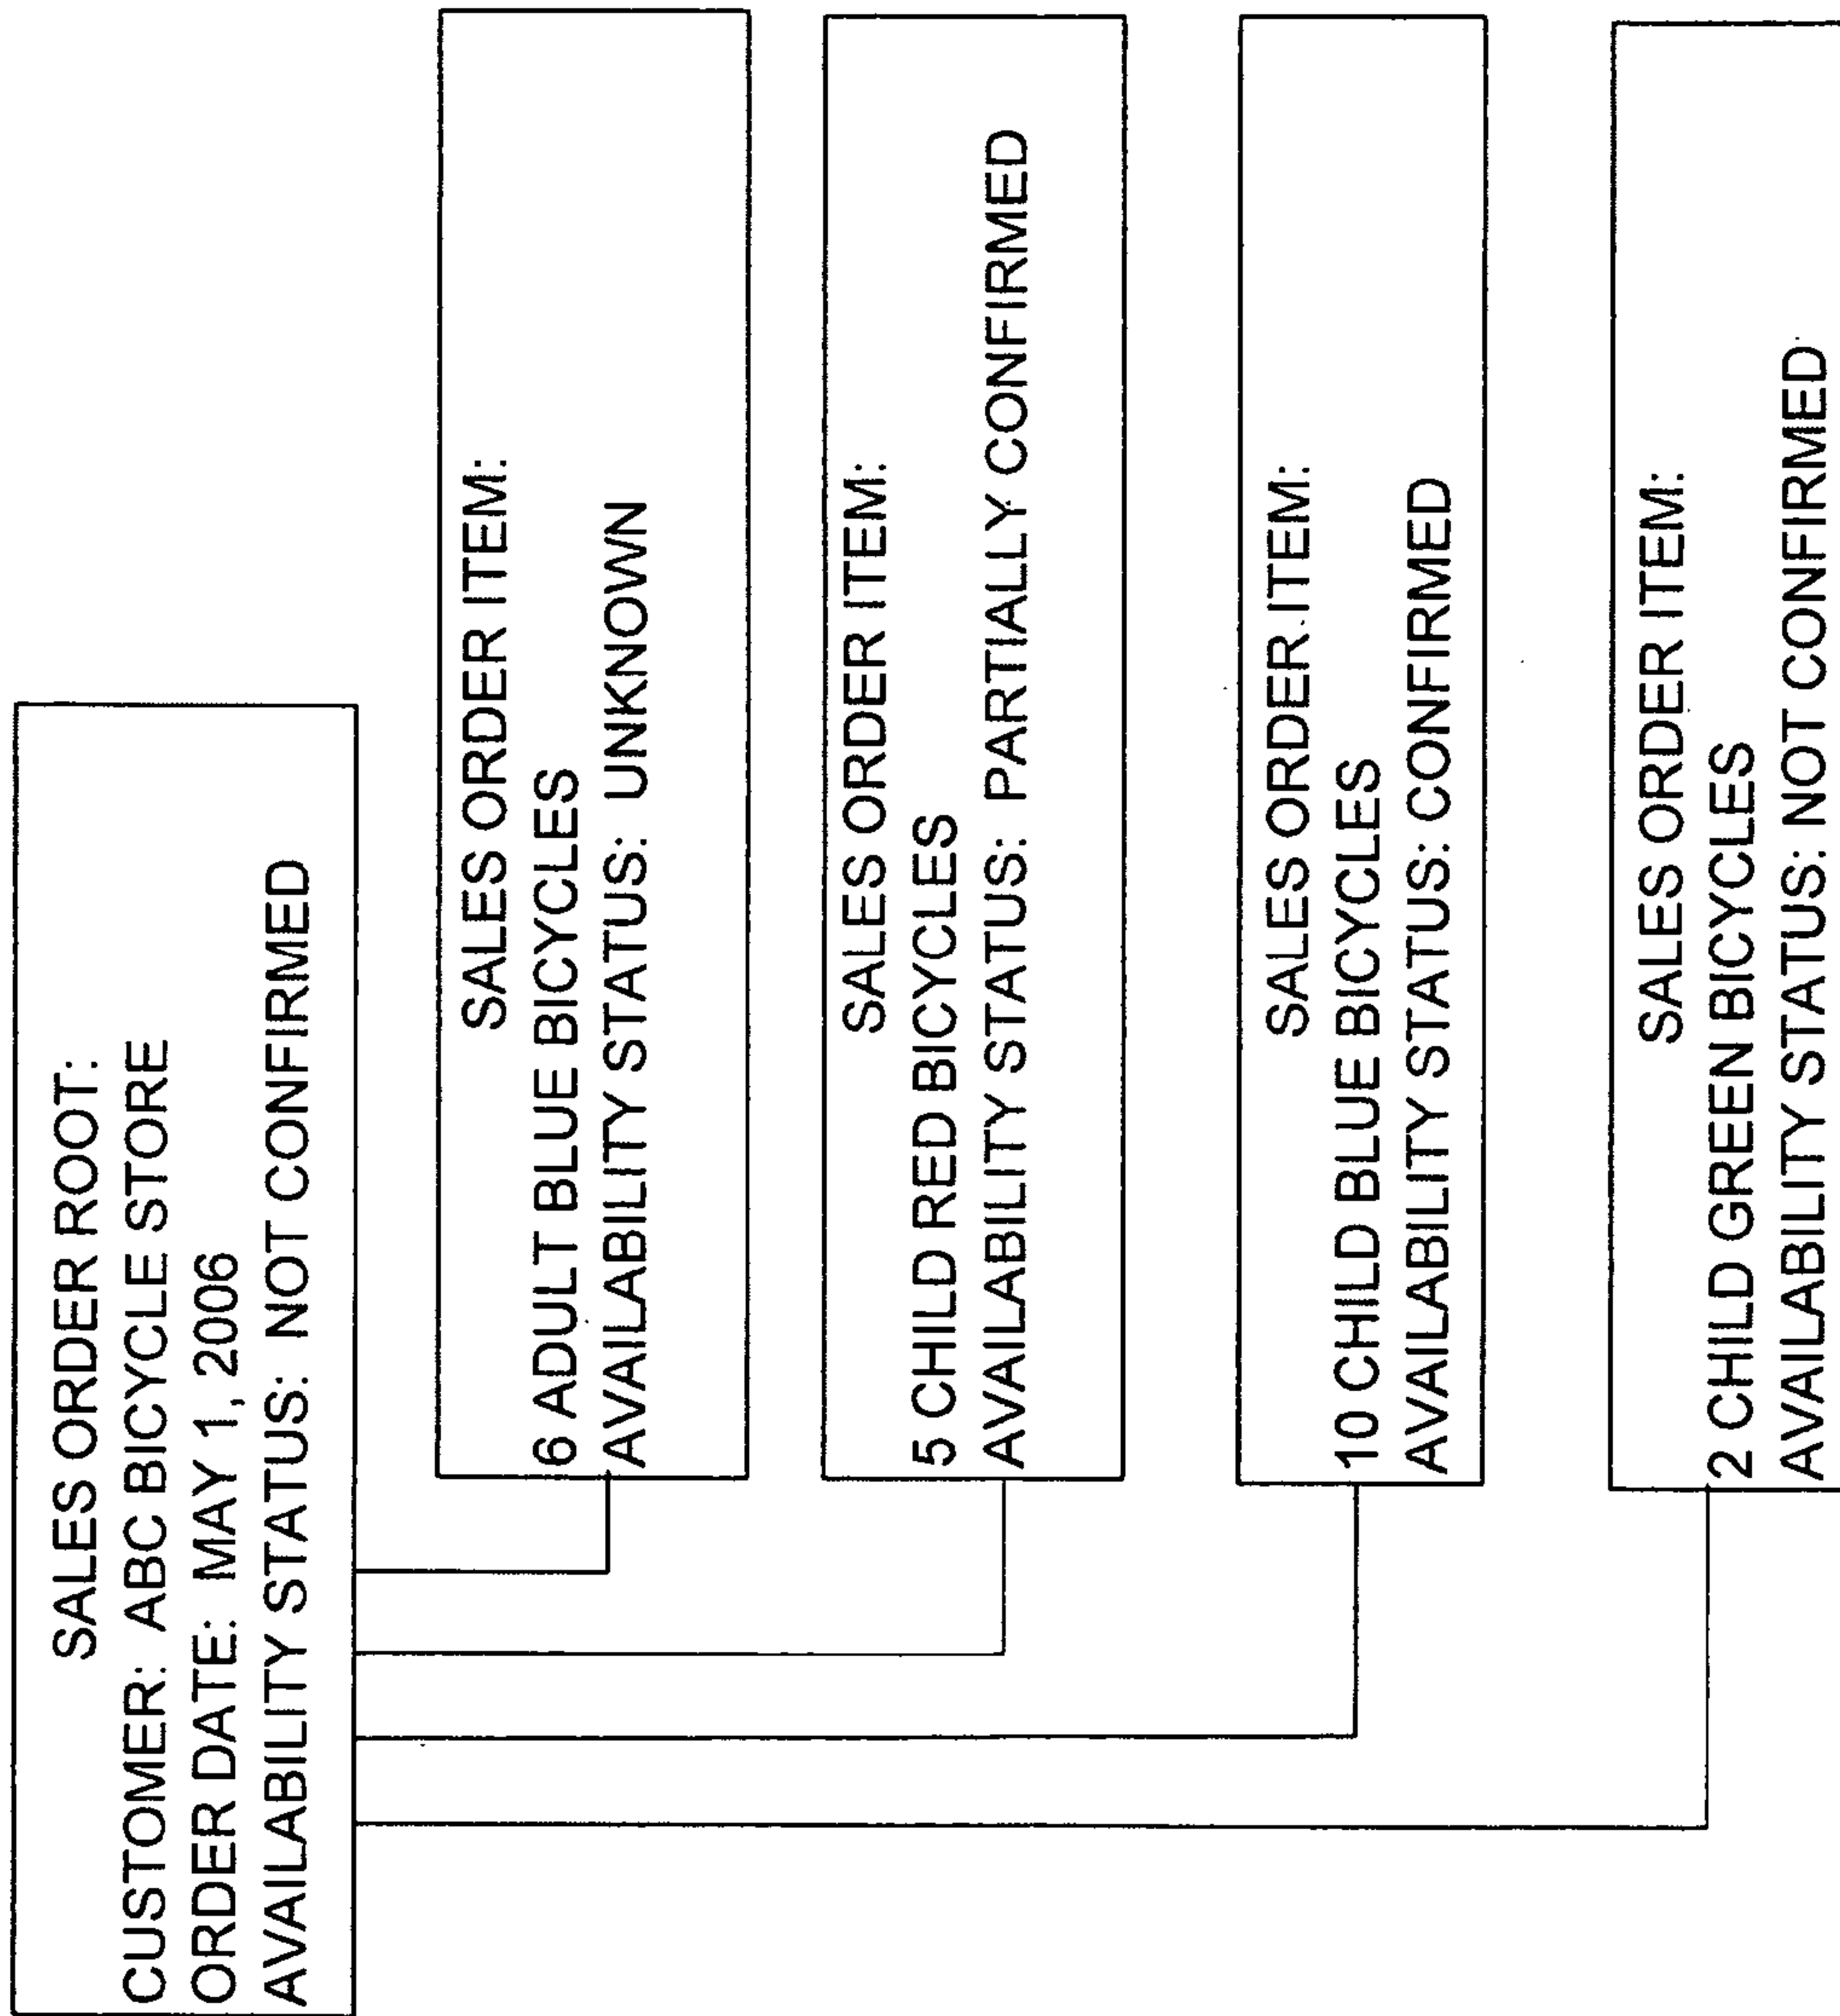 SALES ORDER ROOT:
CUSTOMER: ABC BICYCLE STORE
ORDER DATE: MAY 1, 2006
AVAILABILITY STATUS: NOT CONFIRMED
SALES ORDER ITEM:
6 ADULT BLUE BICYCLES
AVAILABILITY STATUS: UNKNOWN
SALES ORDER ITEM:
5 CHILD RED BICYCLES
AVAILABILITY STATUS: PARTIALLY CONFIRMED
SALES ORDER ITEM:
10 CHILD BLUE BICYCLES
AVAILABILITY STATUS: CONFIRMED
SALES ORDER ITEM:
2 CHILD GREEN BICYCLES
AVAILABILITY STATUS: NOT CONFIRMED